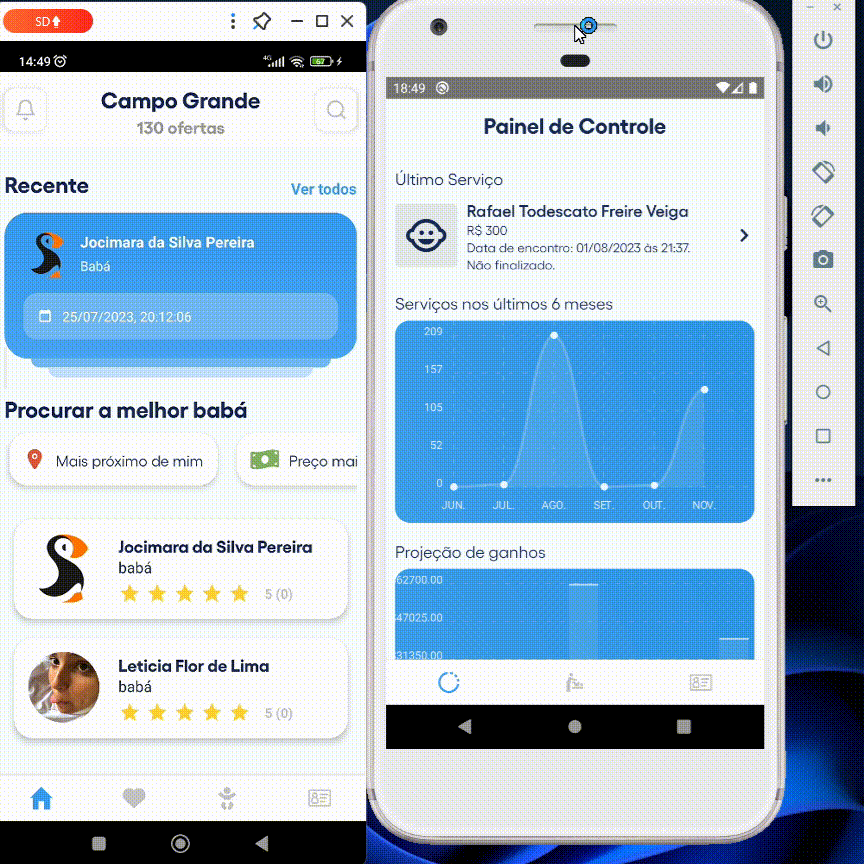 SD
14:49
4G
67
Campo Grande
130 ofertas
Recente
Ver todos
Jocimara da Silva Pereira
Babá
25/07/2023, 20:12:06
Procurar a melhor babá
Mais próximo de mim
Preço mai
Jocimara da Silva Pereira
babá
5 (0)
Leticia Flor de Lima
babá
5 (0)
18:49
Painel de Controle
Último Serviço
Rafael Todescato Freire Veiga
R$ 300
Data de encontro: 01/08/2023 às 21:37.
Não finalizado.
Serviços nos últimos 6 meses
209
157
105
52
0
JUN. JUL. AGO. SET. OUT. NOV.
Projeção de ganhos
62700.00
47025.00
31350.00